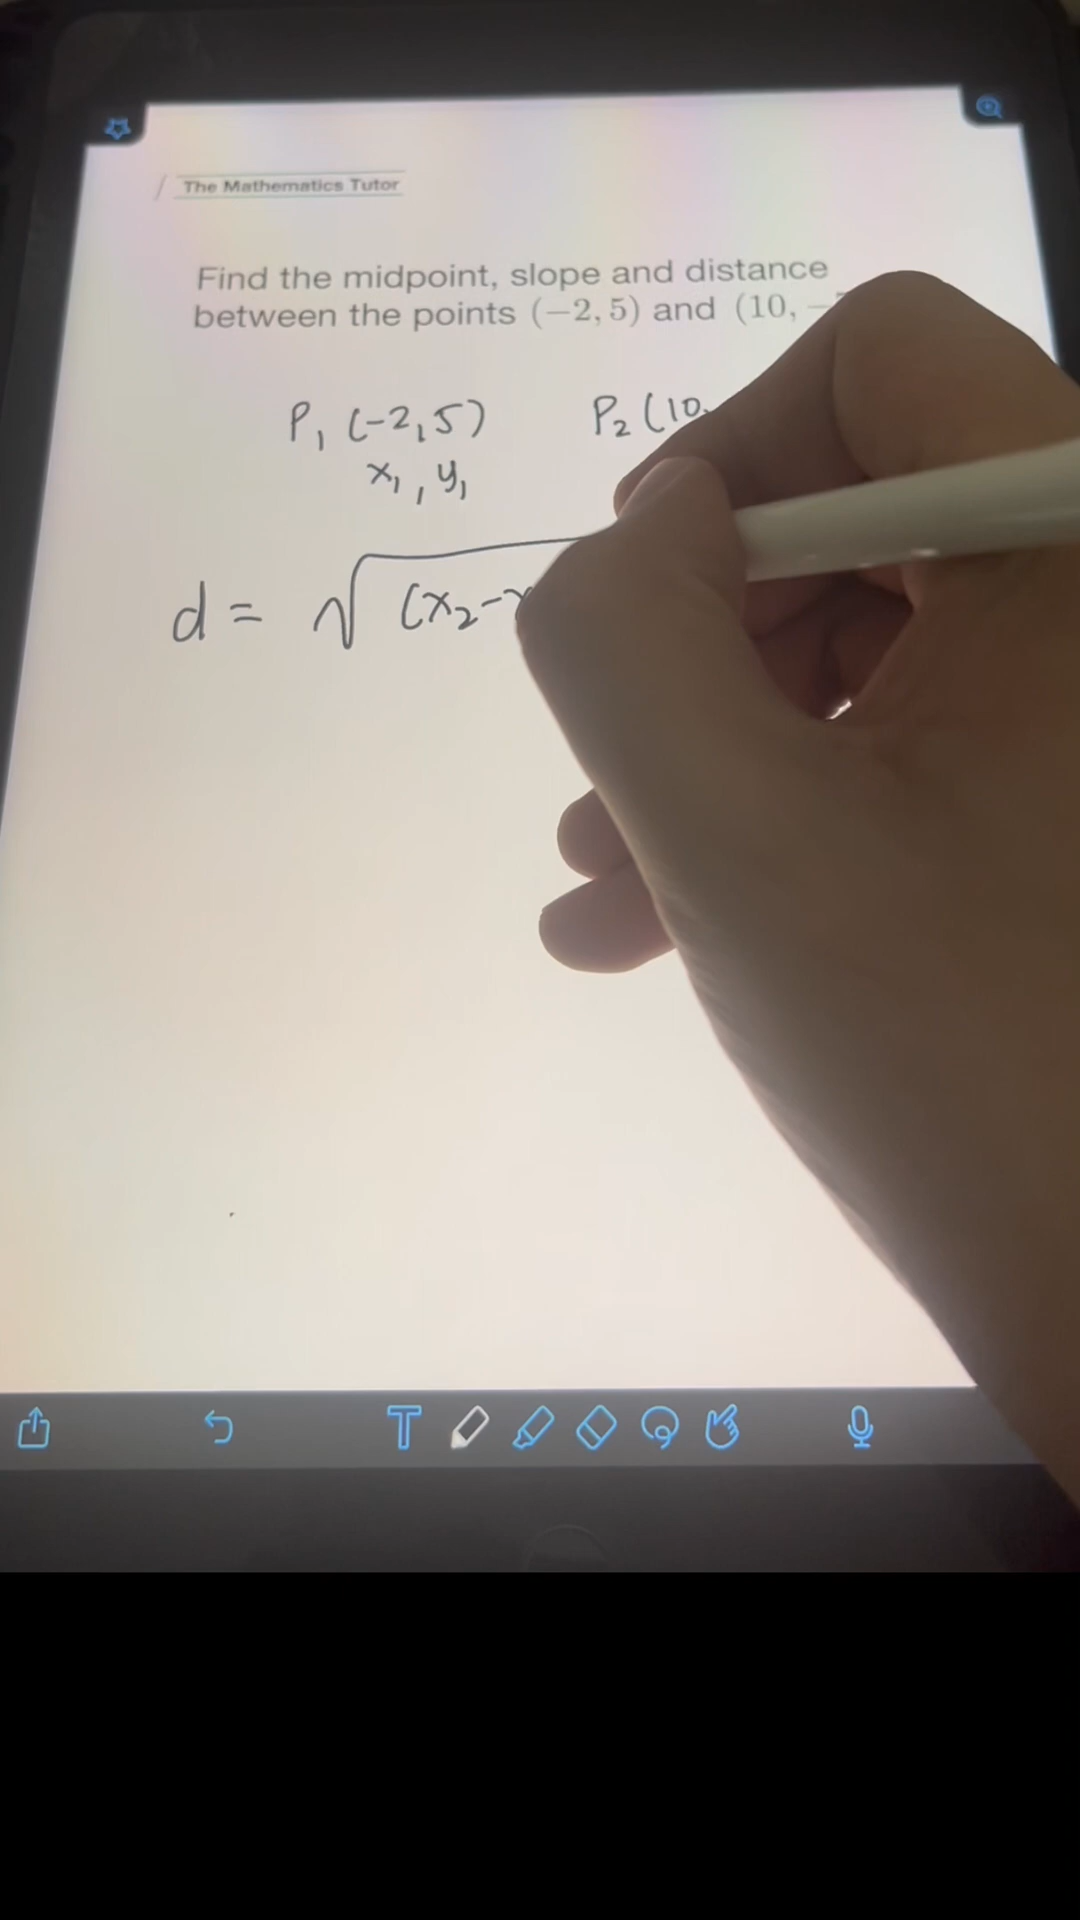 The Mathematics Tutor
Find the midpoint, slope and distance
between the points (−2, 5) and (10, −
P₁ (-2,5) P₂ (10,
x₁, y₁
d = √ (x₂-x
T